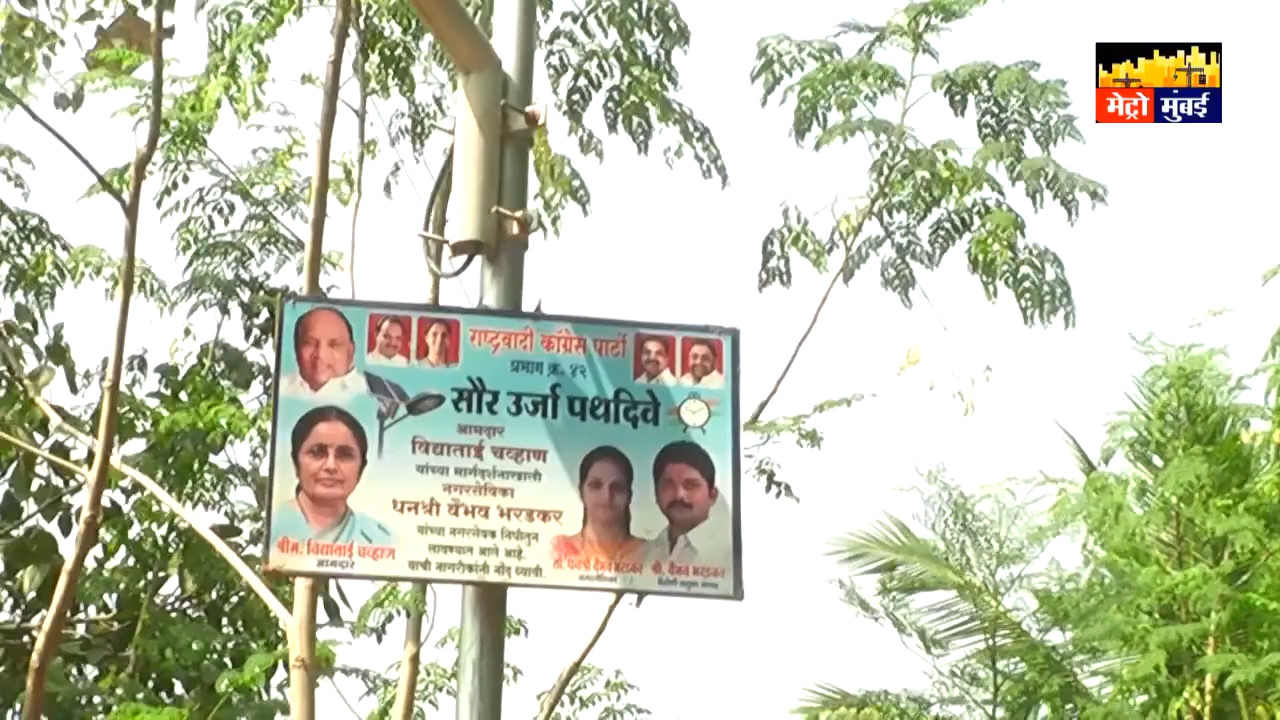 मेट्रो मुंबई
राष्ट्रवादी काँग्रेस पार्टी
प्रभाग क्र. ४२
सौर उर्जा पथदिवे
आमदार
विद्याताई चव्हाण
यांच्या मार्गदर्शनाखाली
नगरसेविका
धनश्री वैभव भरडकर
यांच्या नगरसेवक निधीतुन
लावण्यात आले आहे.
याची नागरीकांनी नोंद घ्यावी.
श्रीम. विद्याताई चव्हाण
आमदार
सौ. धनश्री वैभव भरडकर
श्री. वैभव भरडकर